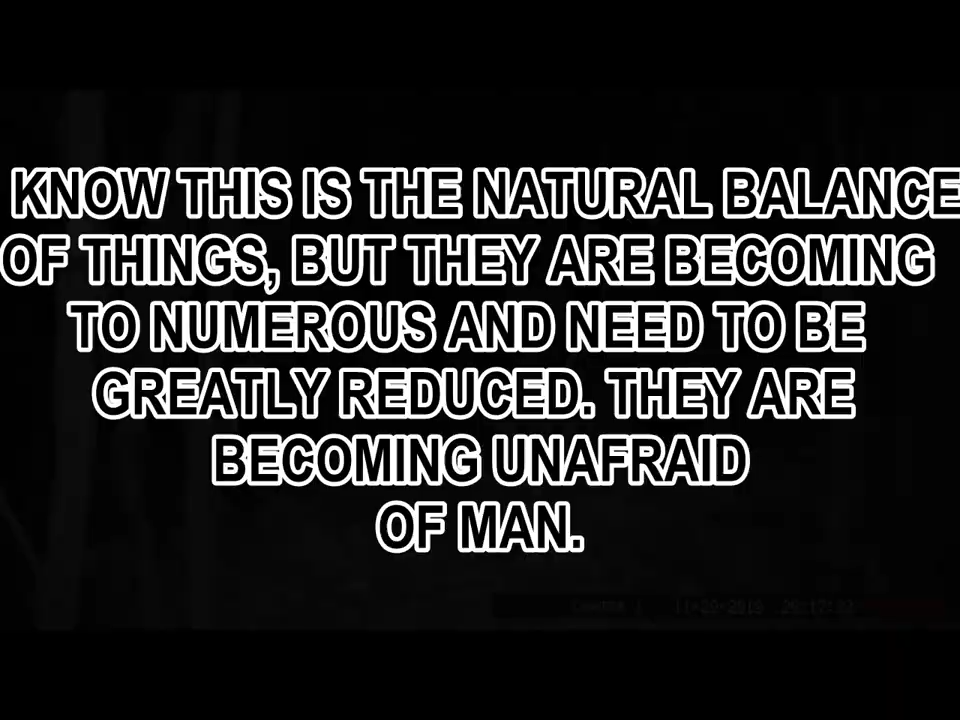 KNOW THIS IS THE NATURAL BALANCE
OF THINGS, BUT THEY ARE BECOMING
TO NUMEROUS AND NEED TO BE
GREATLY REDUCED. THEY ARE
BECOMING UNAFRAID
OF MAN.